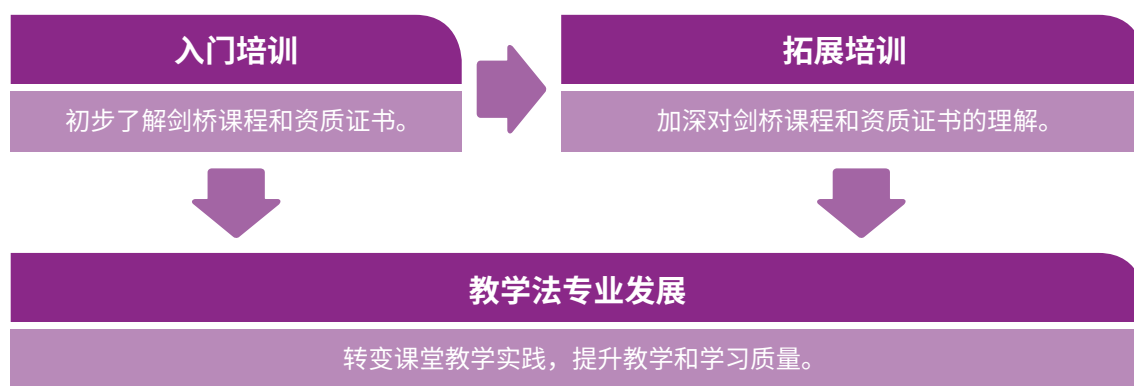 入门培训
初步了解剑桥课程和资质证书。
拓展培训
加深对剑桥课程和资质证书的理解。
教学法专业发展
转变课堂教学实践，提升教学和学习质量。